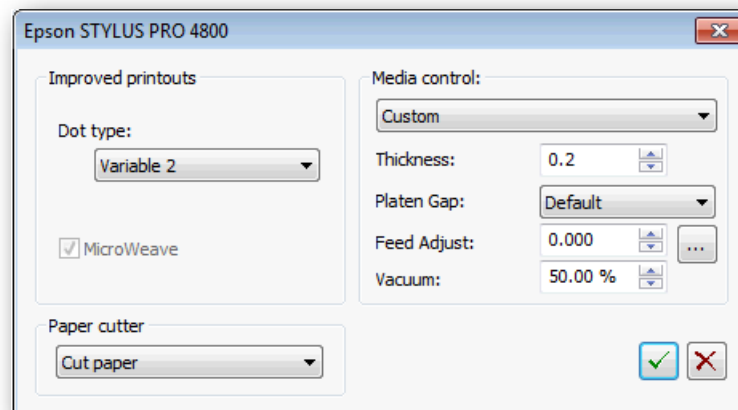 Epson STYLUS PRO 4800
Improved printouts
Dot type:
Variable 2
MicroWeave
Paper cutter
Cut paper
Media control:
Custom
Thickness: 0.2
Platen Gap: Default
Feed Adjust: 0.000 ...
Vacuum: 50.00 %